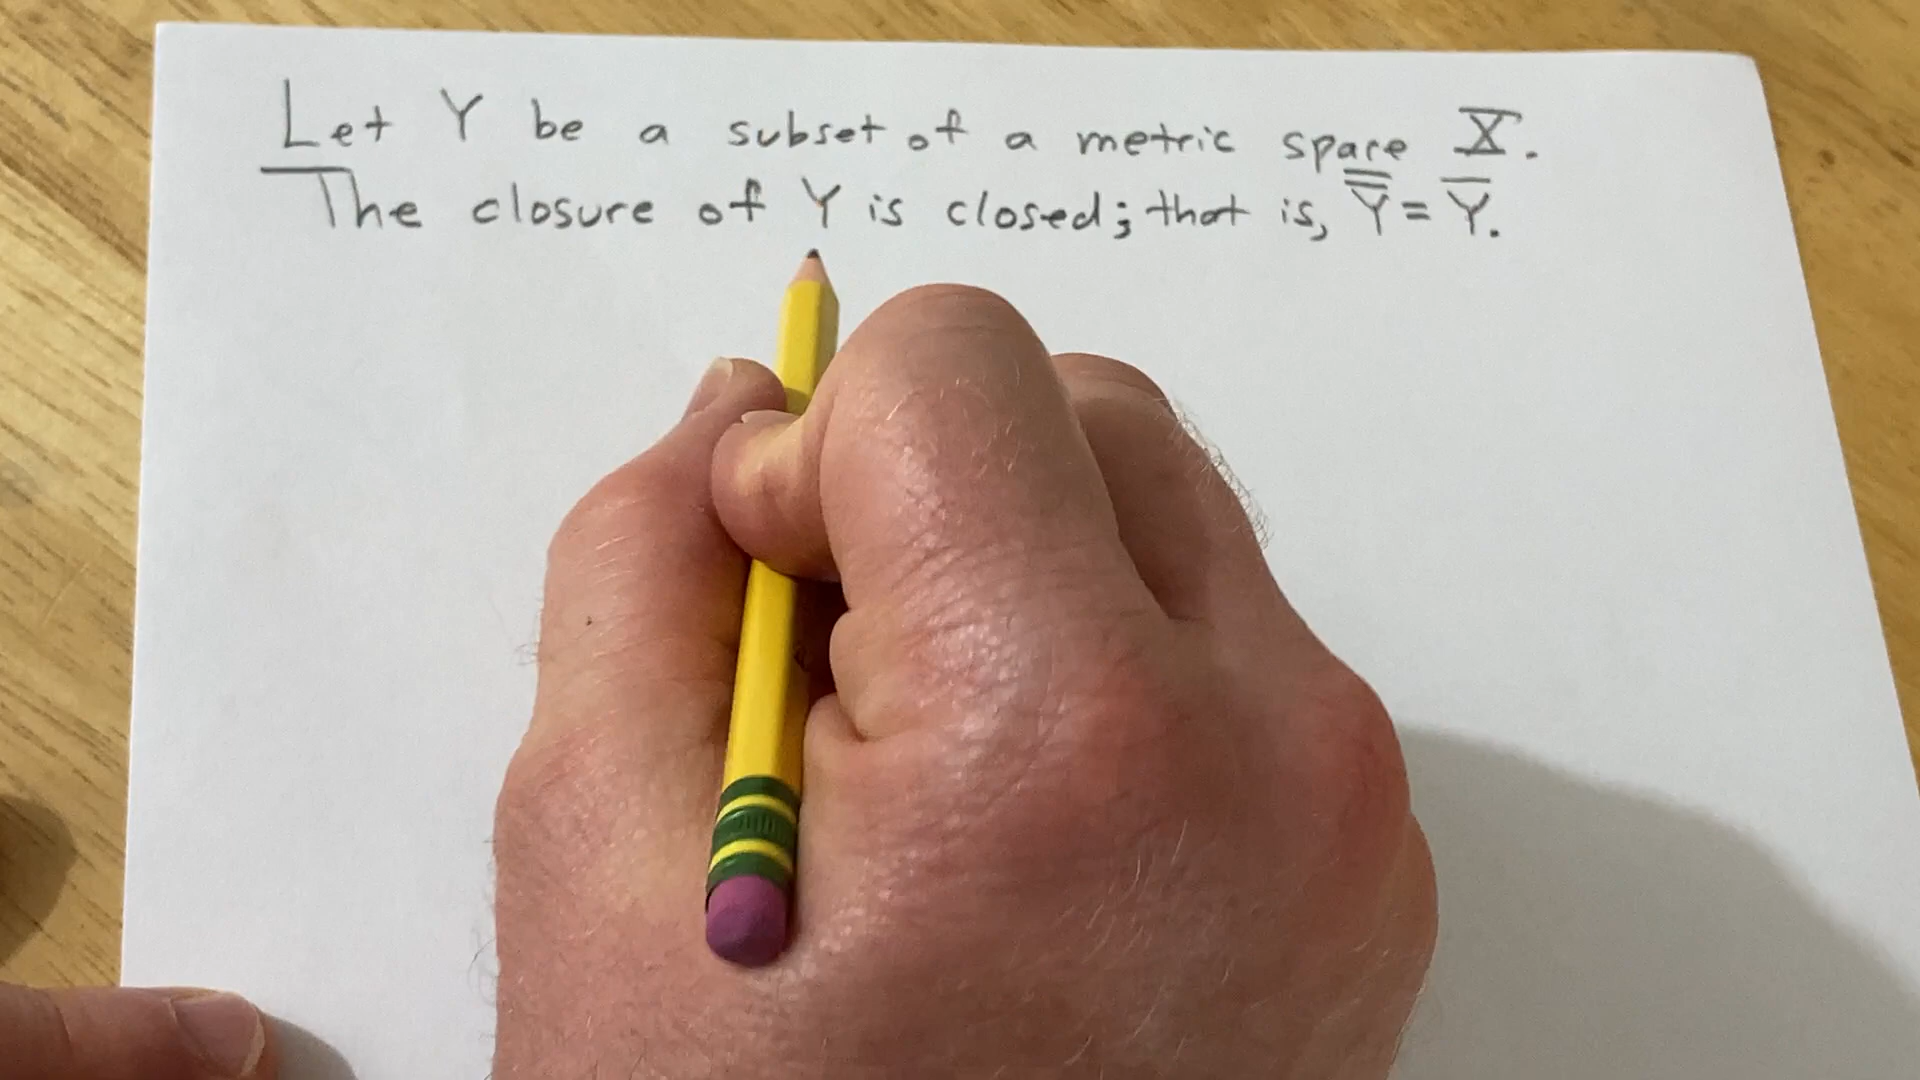 Let Y be a subset of a metric space X.
The closure of Y is closed; that is, Y̿ = Y̅.